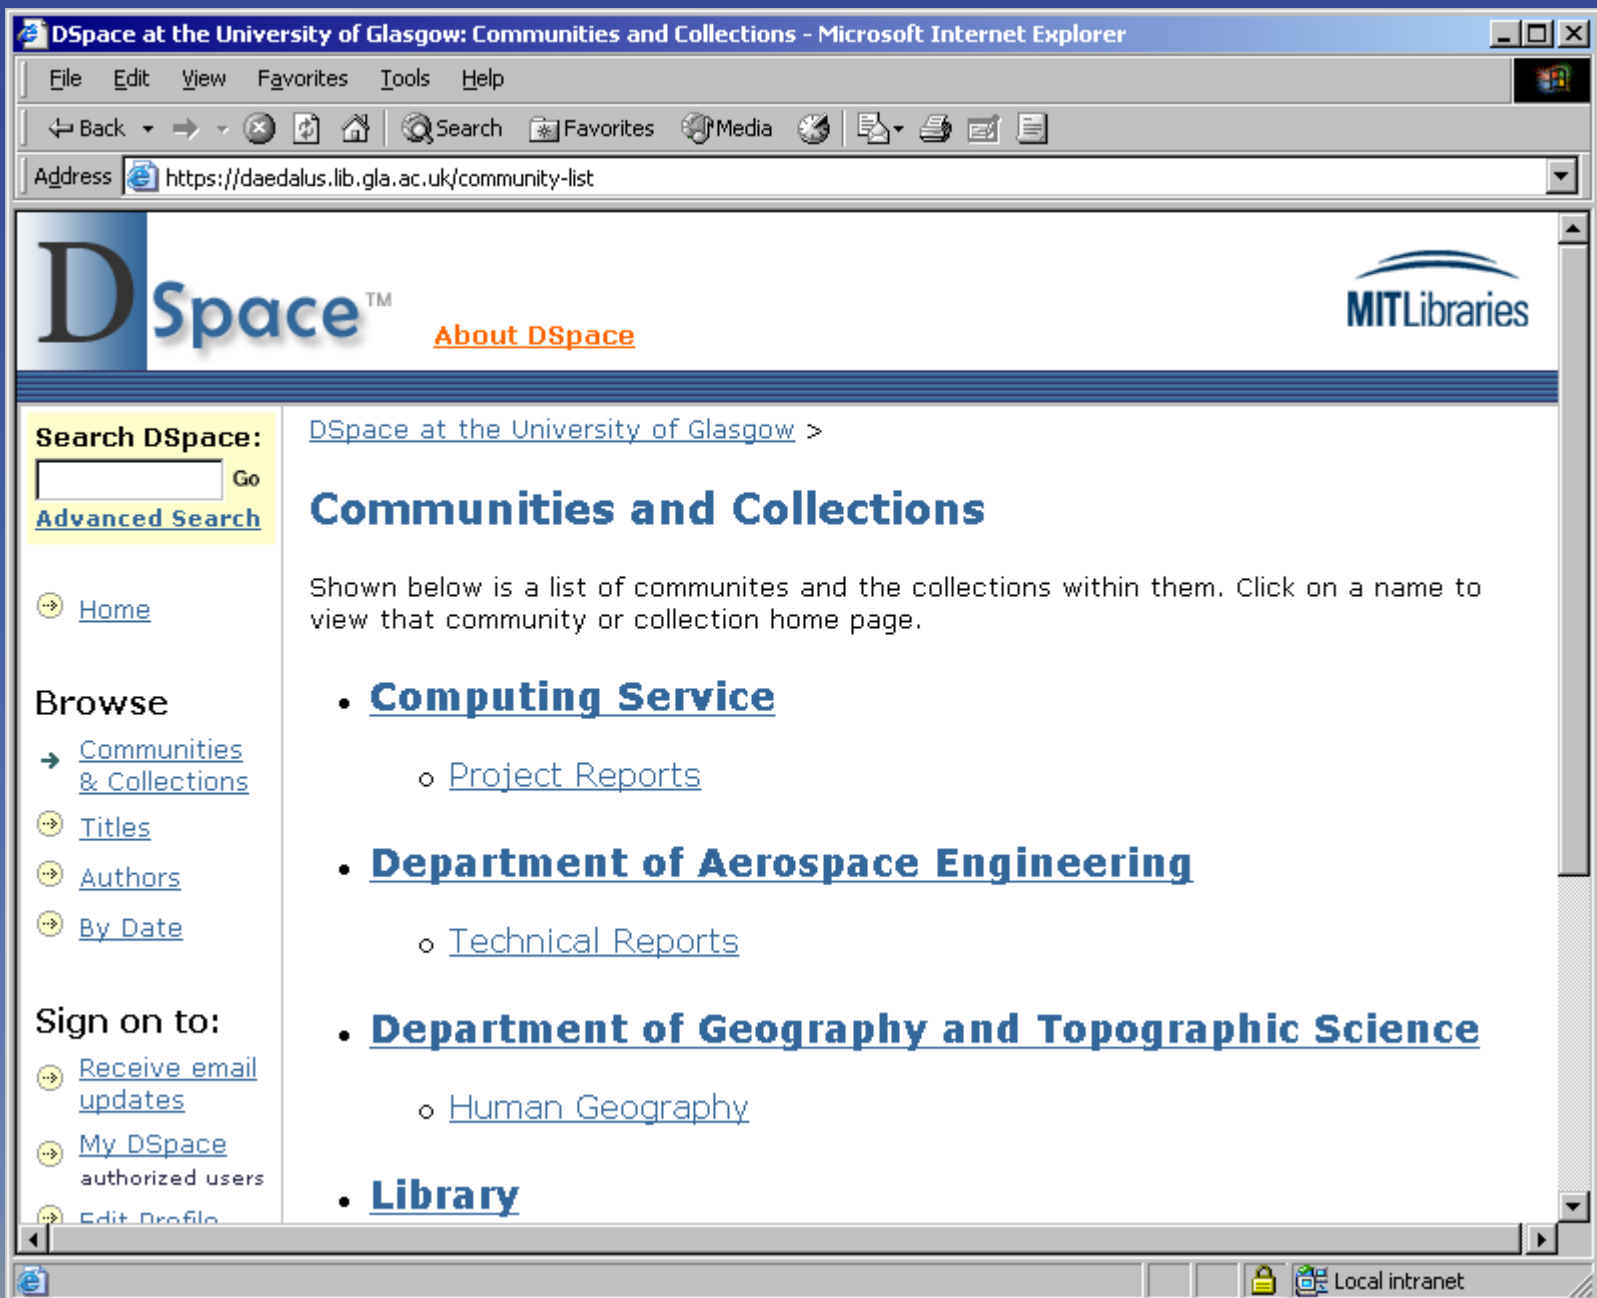 DSpace at the University of Glasgow: Communities and Collections - Microsoft Internet Explorer
File Edit View Favorites Tools Help
Back Search Favorites Media
Address https://daedalus.lib.gla.ac.uk/community-list
DSpace™ About DSpace MITLibraries
Search DSpace:
Go
Advanced Search
Home
Browse
Communities
& Collections
Titles
Authors
By Date
Sign on to:
Receive email
updates
My DSpace
authorized users
Edit Profile
DSpace at the University of Glasgow >
Communities and Collections
Shown below is a list of communites and the collections within them. Click on a name to
view that community or collection home page.
• Computing Service
o Project Reports
• Department of Aerospace Engineering
o Technical Reports
• Department of Geography and Topographic Science
o Human Geography
• Library
Local intranet